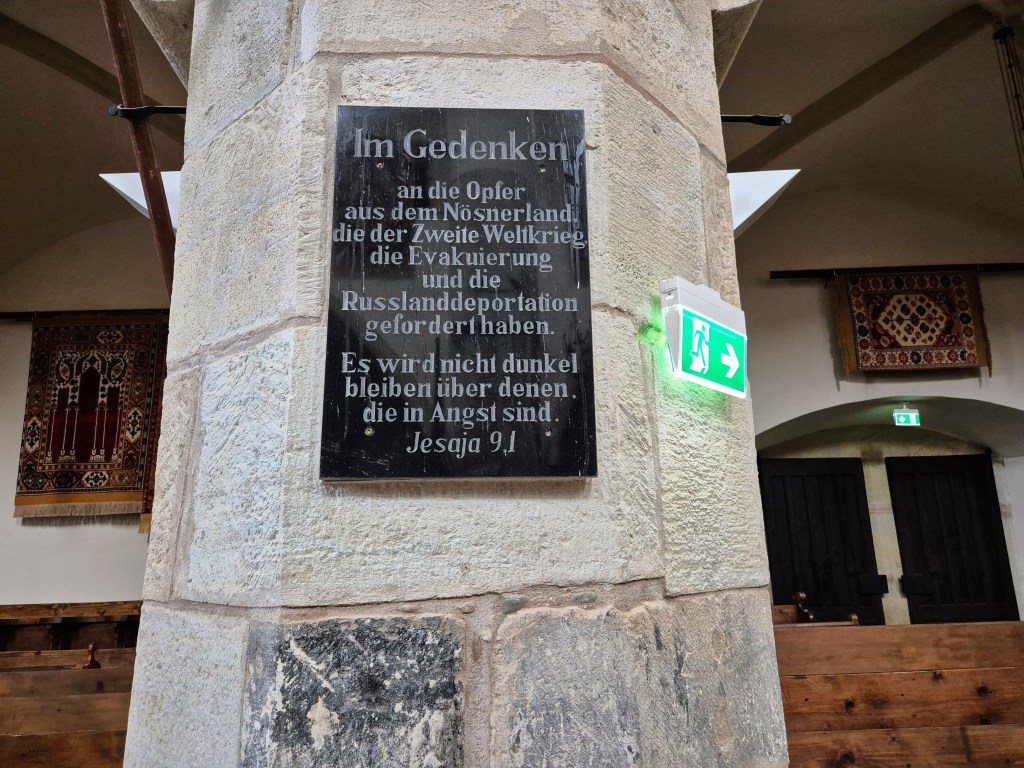 Im Gedenken
an die Opfer
aus dem Nösnerland,
die der Zweite Weltkrieg,
die Evakuierung
und die
Russlanddeportation
gefordert haben.
Es wird nicht dunkel
bleiben über denen,
die in Angst sind.
Jesaja 9,1